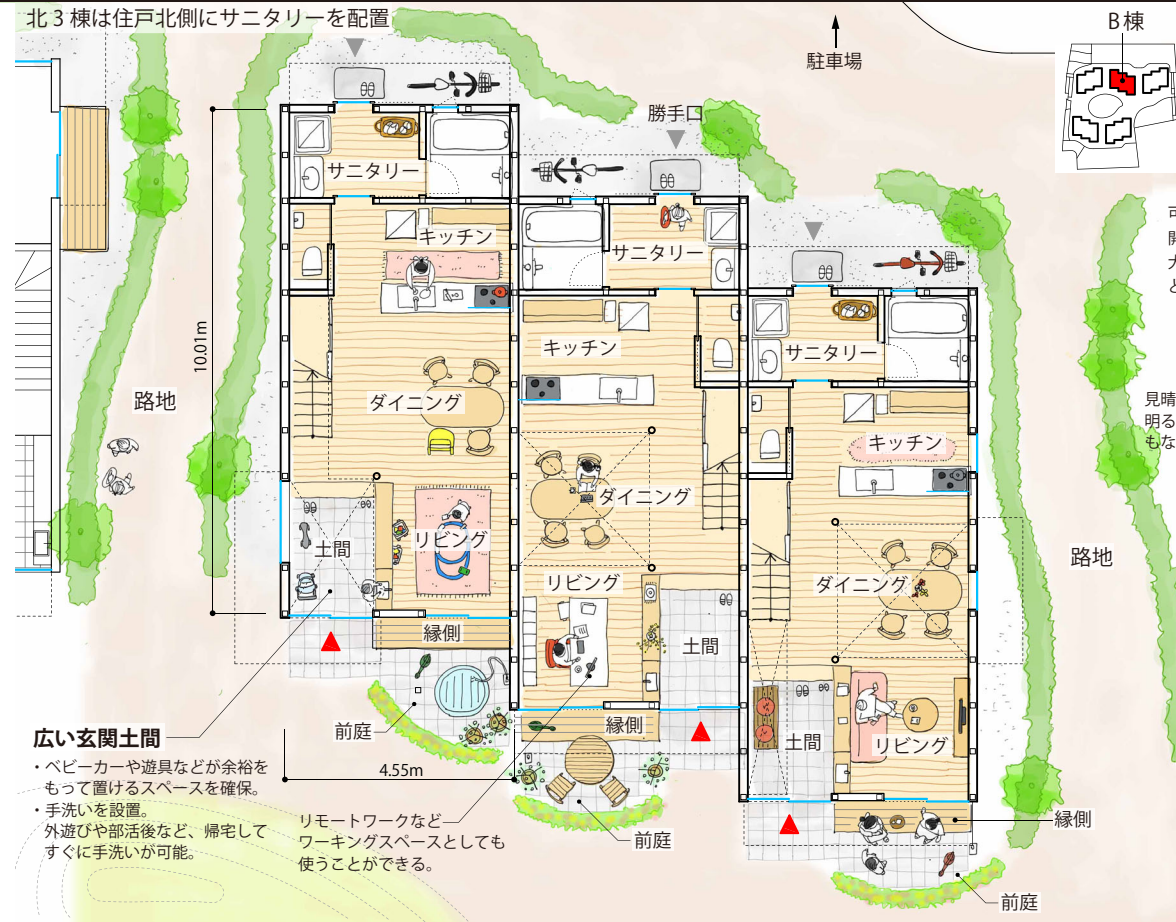 北3棟は住戸北側にサニタリーを配置
駐車場
B棟
勝手口
サニタリー
キッチン
サニタリー
キッチン
サニタリー
キッチン
10.01m
路地
ダイニング
ダイニング
ダイニング
路地
土間
リビング
リビング
土間
土間
リビング
縁側
縁側
縁側
前庭
前庭
前庭
4.55m
広い玄関土間
・ベビーカーや遊具などが余裕を
もって置けるスペースを確保。
・手洗いを設置。
外遊びや部活後など、帰宅して
すぐに手洗いが可能。
リモートワークなど
ワーキングスペースとしても
使うことができる。
見晴
明る
もな